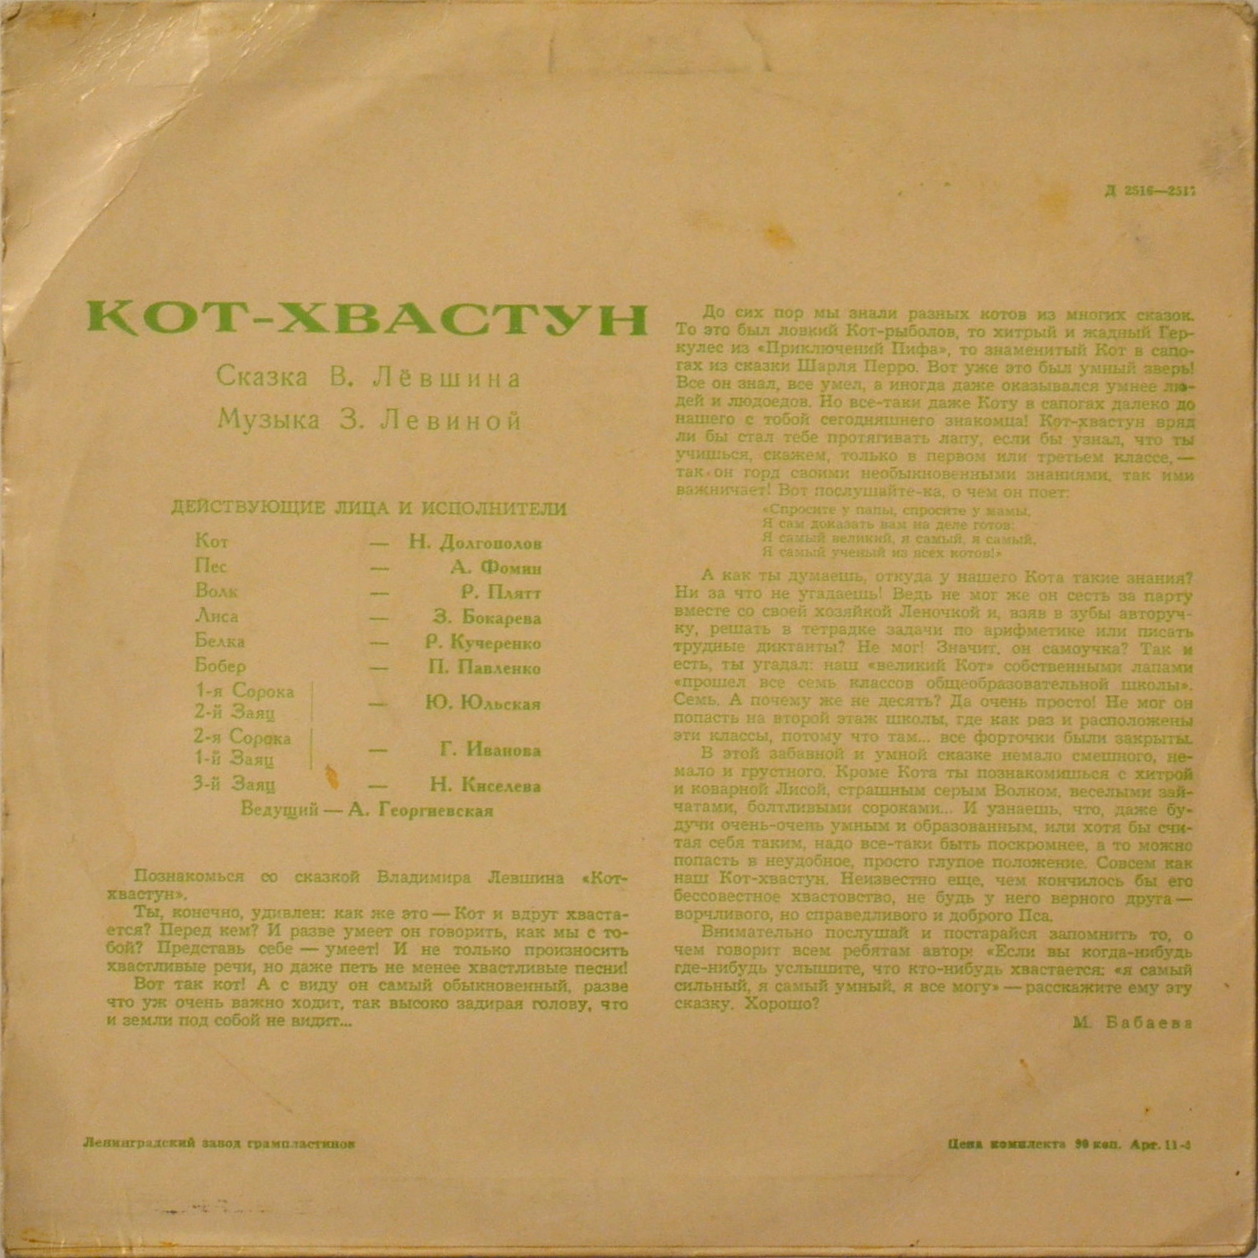 Д 2516—2517
КОТ-ХВАСТУН
Сказка В. Лёвшина
Музыка З. Левиной
ДЕЙСТВУЮЩИЕ ЛИЦА И ИСПОЛНИТЕЛИ
Кот — Н. Долгополов
Пес — А. Фомин
Волк — Р. Плятт
Лиса — З. Бокарева
Белка — Р. Кучеренко
Бобер — П. Павленко
1-я Сорока
2-й Заяц
— Ю. Юльская
2-я Сорока
1-й Заяц
— Г. Иванова
3-й Заяц — Н. Киселева
Ведущий — А. Георгиевская
Познакомься со сказкой Владимира Левшина «Кот-
хвастун».
Ты, конечно, удивлен: как же это — Кот и вдруг хваста-
ется? Перед кем? И разве умеет он говорить, как мы с то-
бой? Представь себе — умеет! И не только произносить
хвастливые речи, но даже петь не менее хвастливые песни!
Вот так кот! А с виду он самый обыкновенный, разве
что уж очень важно ходит, так высоко задирая голову, что
и земли под собой не видит...
До сих пор мы знали разных котов из многих сказок.
То это был ловкий Кот-рыболов, то хитрый и жадный Гер-
кулес из «Приключений Пифа», то знаменитый Кот в сапо-
гах из сказки Шарля Перро. Вот уже это был умный зверь!
Все он знал, все умел, а иногда даже оказывался умнее лю-
дей и людоедов. Но все-таки даже Коту в сапогах далеко до
нашего с тобой сегодняшнего знакомца! Кот-хвастун вряд
ли бы стал тебе протягивать лапу, если бы узнал, что ты
учишься, скажем, только в первом или третьем классе, —
так он горд своими необыкновенными знаниями, так ими
важничает! Вот послушайте-ка, о чем он поет:
«Спросите у папы, спросите у мамы,
Я сам доказать вам на деле готов:
Я самый великий, я самый, я самый,
Я самый ученый из всех котов!»
А как ты думаешь, откуда у нашего Кота такие знания?
Ни за что не угадаешь! Ведь не мог же он сесть за парту
вместе со своей хозяйкой Леночкой и, взяв в зубы авторуч-
ку, решать в тетрадке задачи по арифметике или писать
трудные диктанты? Не мог! Значит, он самоучка? Так и
есть, ты угадал: наш «великий Кот» собственными лапами
«прошел все семь классов общеобразовательной школы».
Семь. А почему же не десять? Да очень просто! Не мог он
попасть на второй этаж школы, где как раз и расположены
эти классы, потому что там... все форточки были закрыты.
В этой забавной и умной сказке немало смешного, не-
мало и грустного. Кроме Кота ты познакомишься с хитрой
и коварной Лисой, страшным серым Волком, веселыми зай-
чатами, болтливыми сороками... И узнаешь, что, даже бу-
дучи очень-очень умным и образованным, или хотя бы счи-
тая себя таким, надо все-таки быть поскромнее, а то можно
попасть в неудобное, просто глупое положение. Совсем как
наш Кот-хвастун. Неизвестно еще, чем кончилось бы его
бессовестное хвастовство, не будь у него верного друга —
ворчливого, но справедливого и доброго Пса.
Внимательно послушай и постарайся запомнить то, о
чем говорит всем ребятам автор: «Если вы когда-нибудь
где-нибудь услышите, что кто-нибудь хвастается: «я самый
сильный, я самый умный, я все могу» — расскажите ему эту
сказку. Хорошо?
М. Бабаева
Ленинградский завод грампластинок
Цена комплекта 90 коп. Арт. 11-4